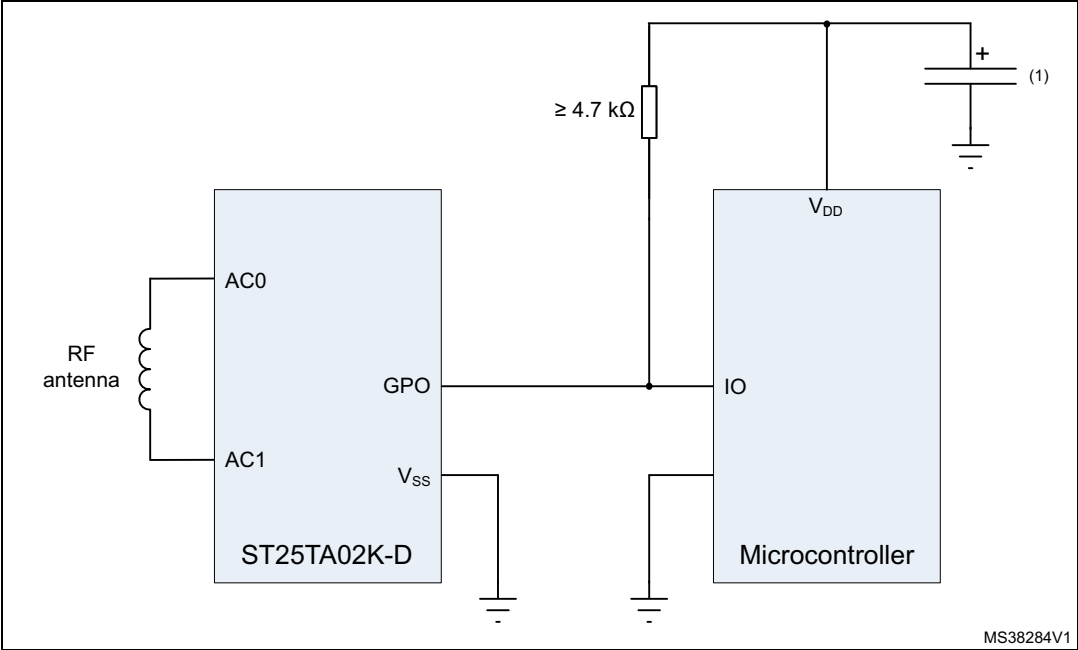 +
(1)
≥ 4.7 kΩ
VDD
AC0
RF
antenna
GPO
IO
AC1
VSS
ST25TA02K-D
Microcontroller
MS38284V1